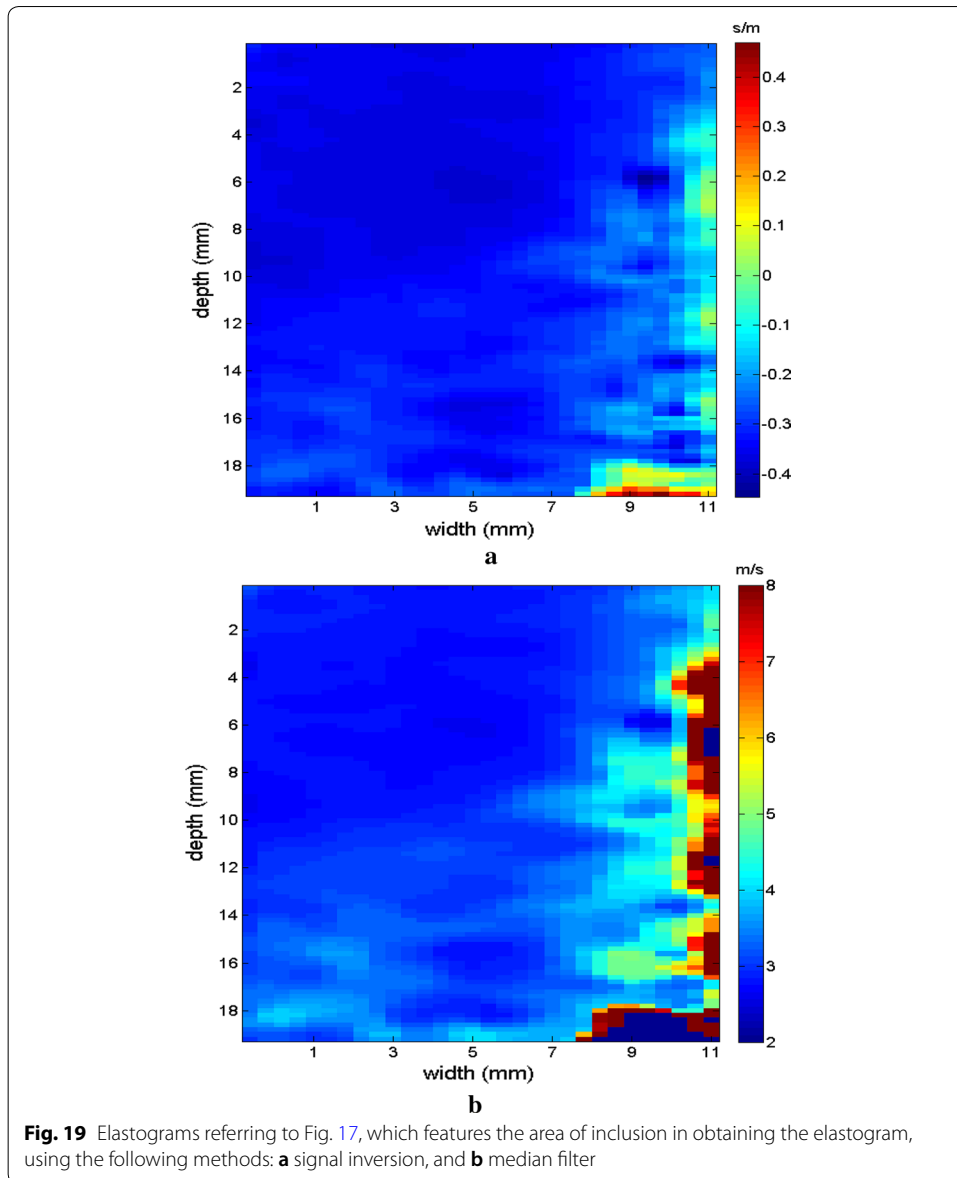 s/m
0.4
0.3
0.2
0.1
0
-0.1
-0.2
-0.3
-0.4
2
4
6
8
10
12
14
16
18
depth (mm)
1 3 5 7 9 11
width (mm)
a
m/s
8
7
6
5
4
3
2
2
4
6
8
10
12
14
16
18
depth (mm)
1 3 5 7 9 11
width (mm)
b
Fig. 19 Elastograms referring to Fig. 17, which features the area of inclusion in obtaining the elastogram,
using the following methods: a signal inversion, and b median filter